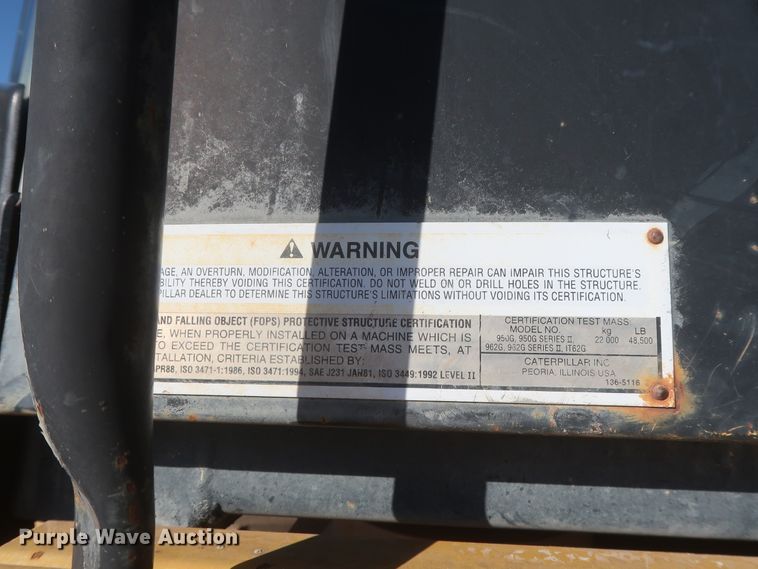 ⚠ WARNING
AGE, AN OVERTURN, MODIFICATION, ALTERATION, OR IMPROPER REPAIR CAN IMPAIR THIS STRUCTURE'S
BILITY THEREBY VOIDING THIS CERTIFICATION. DO NOT WELD ON OR DRILL HOLES IN THE STRUCTURE.
PILLAR DEALER TO DETERMINE THIS STRUCTURE'S LIMITATIONS WITHOUT VOIDING ITS CERTIFICATION.
AND FALLING OBJECT (FOPS) PROTECTIVE STRUCTURE CERTIFICATION
E, WHEN PROPERLY INSTALLED ON A MACHINE WHICH IS
TO EXCEED THE CERTIFICATION TEST MASS MEETS, AT
TALLATION, CRITERIA ESTABLISHED BY:
PR88, ISO 3471-1:1986, ISO 3471:1994, SAE J231 JAN81, ISO 3449:1992 LEVEL II
CERTIFICATION TEST MASS
MODEL NO. kg LB
950G, 950G SERIES II, 22 000 48,500
962G, 962G SERIES II, IT62G
CATERPILLAR INC
PEORIA, ILLINOIS USA
136-5116
Purple Wave Auction
Purple Wave Auction